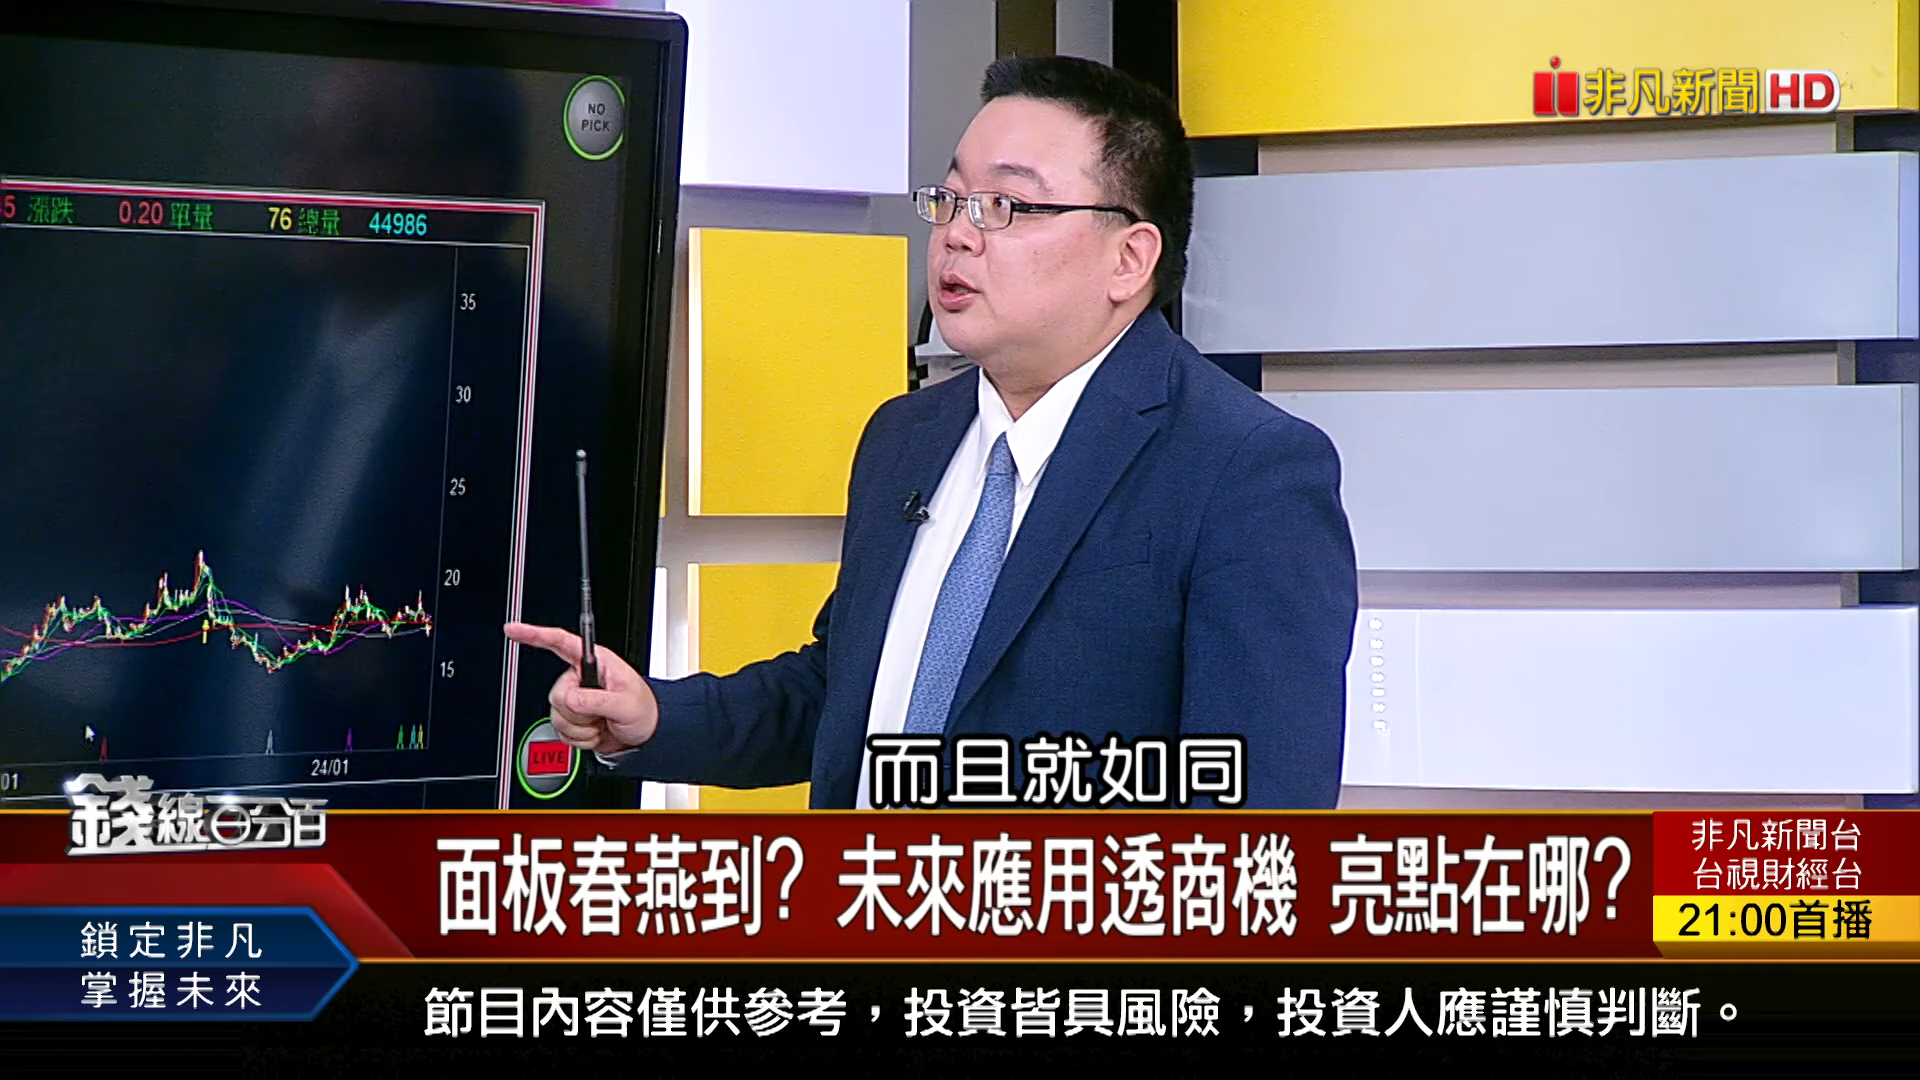 非凡新聞HD
NO
PICK
5 漲跌 0.20 單量 76 總量 44986
35
30
25
20
15
/01 24/01
LIVE
而且就如同
錢線百分百
面板春燕到? 未來應用透商機 亮點在哪?
非凡新聞台
台視財經台
21:00首播
鎖定非凡
掌握未來
節目內容僅供參考，投資皆具風險，投資人應謹慎判斷。